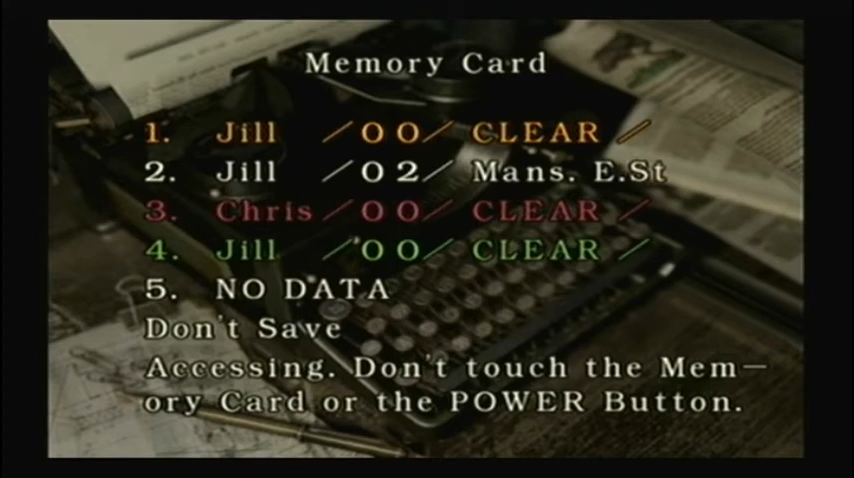 Memory Card
1. Jill /00/ CLEAR /
2. Jill /02/ Mans. E.St
3. Chris/00/ CLEAR /
4. Jill /00/ CLEAR /
5. NO DATA
Don't Save
Accessing. Don't touch the Mem—
ory Card or the POWER Button.